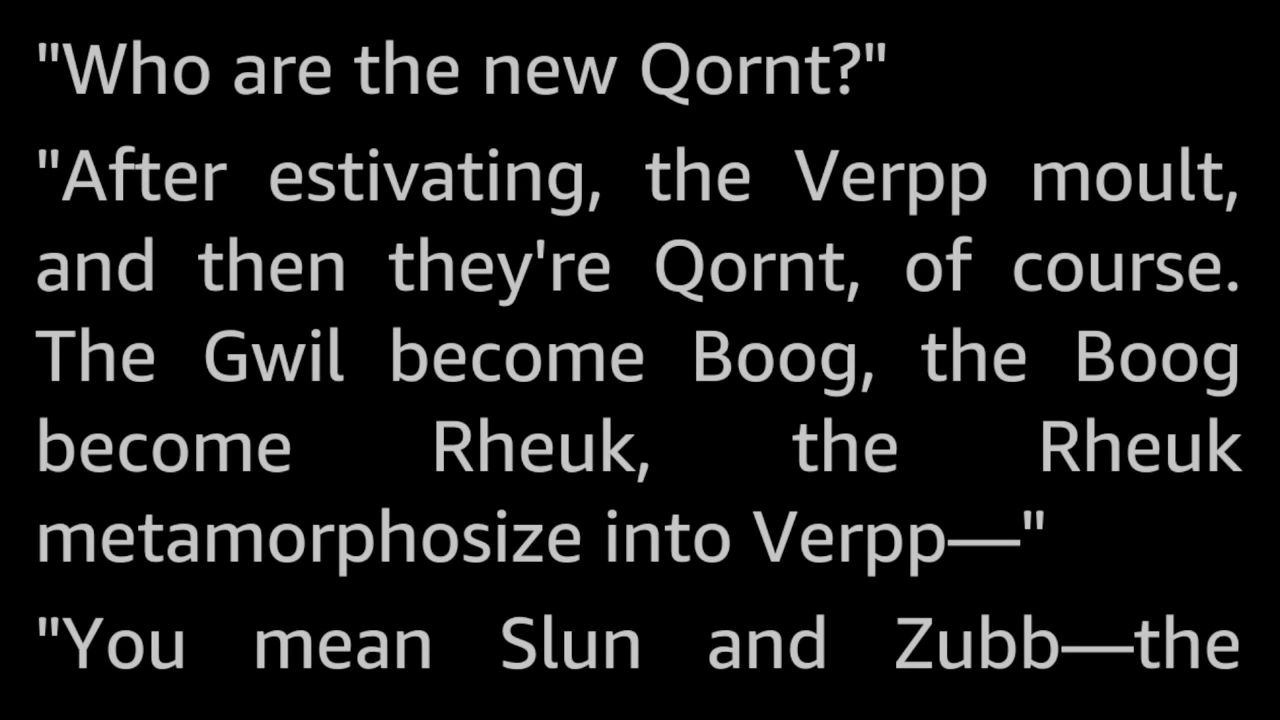 "Who are the new Qornt?"
"After estivating, the Verpp moult,
and then they're Qornt, of course.
The Gwil become Boog, the Boog
become Rheuk, the Rheuk
metamorphosize into Verpp—"
"You mean Slun and Zubb—the